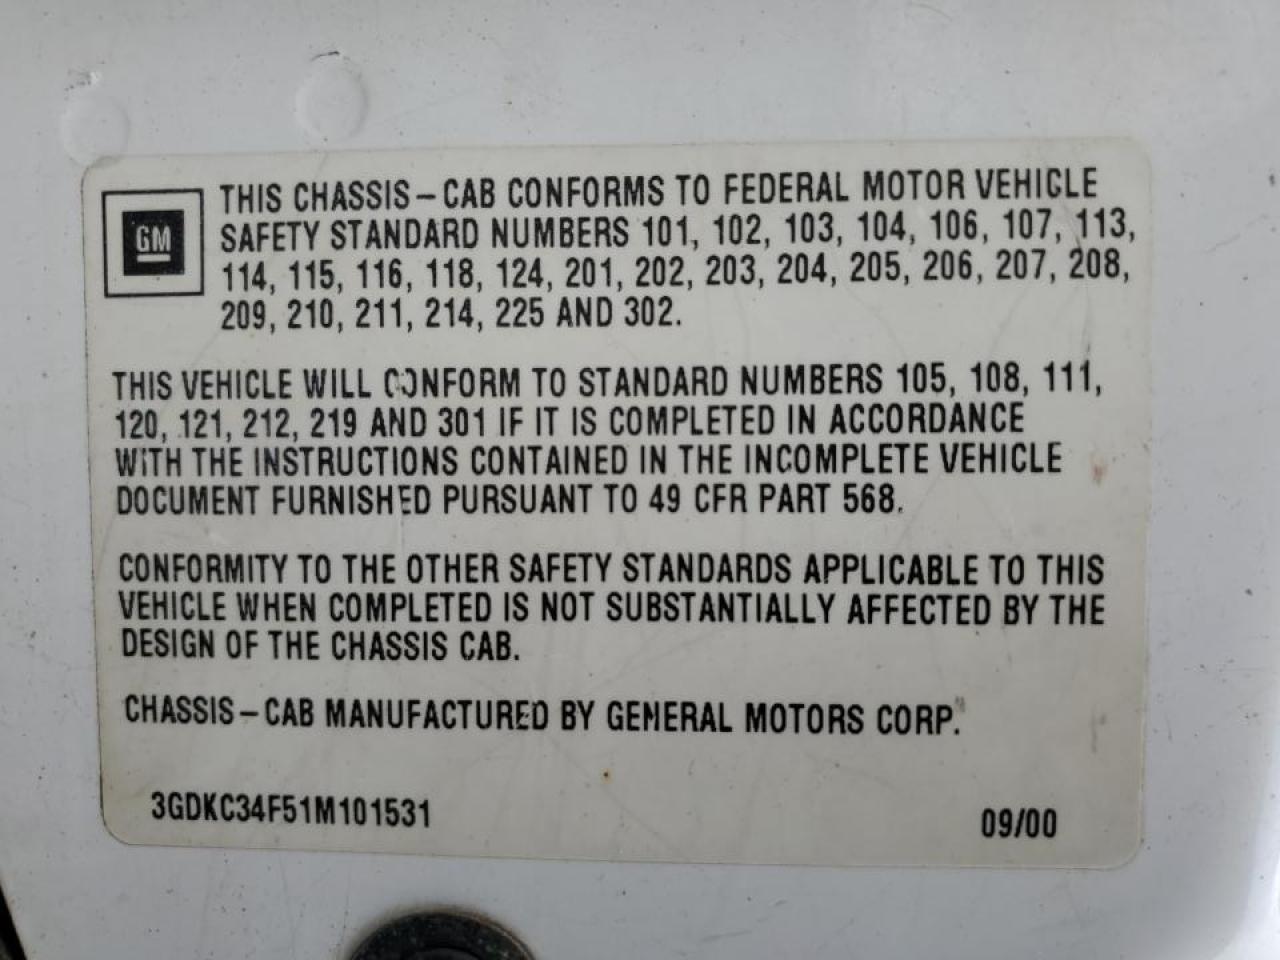 GM
THIS CHASSIS-CAB CONFORMS TO FEDERAL MOTOR VEHICLE
SAFETY STANDARD NUMBERS 101, 102, 103, 104, 106, 107, 113,
114, 115, 116, 118, 124, 201, 202, 203, 204, 205, 206, 207, 208,
209, 210, 211, 214, 225 AND 302.
THIS VEHICLE WILL CONFORM TO STANDARD NUMBERS 105, 108, 111,
120, 121, 212, 219 AND 301 IF IT IS COMPLETED IN ACCORDANCE
WITH THE INSTRUCTIONS CONTAINED IN THE INCOMPLETE VEHICLE
DOCUMENT FURNISHED PURSUANT TO 49 CFR PART 568.
CONFORMITY TO THE OTHER SAFETY STANDARDS APPLICABLE TO THIS
VEHICLE WHEN COMPLETED IS NOT SUBSTANTIALLY AFFECTED BY THE
DESIGN OF THE CHASSIS CAB.
CHASSIS-CAB MANUFACTURED BY GENERAL MOTORS CORP.
3GDKC34F51M101531
09/00